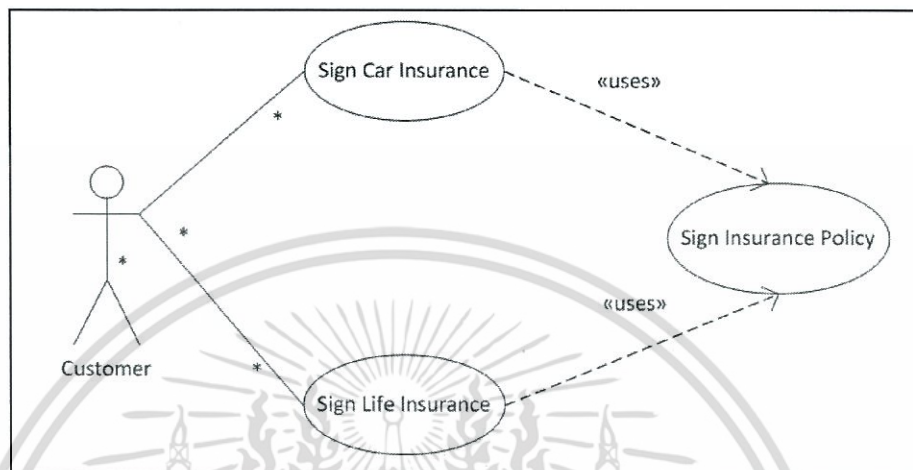 Sign Car Insurance
«uses»
*
Sign Insurance Policy
*
*
«uses»
Customer
*
Sign Life Insurance